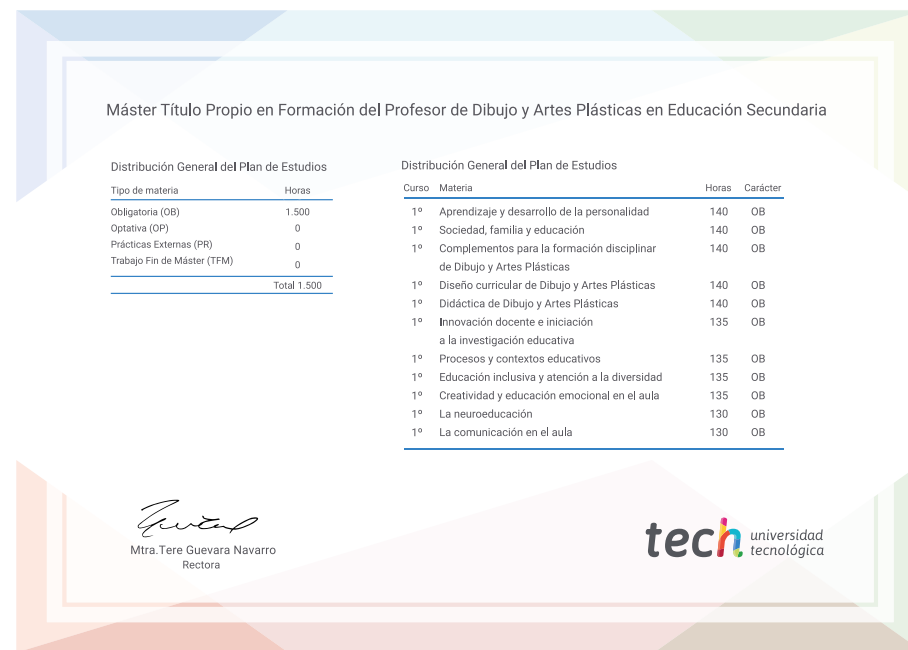 Máster Título Propio en Formación del Profesor de Dibujo y Artes Plásticas en Educación Secundaria
Distribución General del Plan de Estudios
Tipo de materia Horas
Obligatoria (OB) 1.500
Optativa (OP) 0
Prácticas Externas (PR) 0
Trabajo Fin de Máster (TFM) 0
Total 1.500
Distribución General del Plan de Estudios
Curso Materia Horas Carácter
1º Aprendizaje y desarrollo de la personalidad 140 OB
1º Sociedad, familia y educación 140 OB
1º Complementos para la formación disciplinar 140 OB
de Dibujo y Artes Plásticas
1º Diseño curricular de Dibujo y Artes Plásticas 140 OB
1º Didáctica de Dibujo y Artes Plásticas 140 OB
1º Innovación docente e iniciación 135 OB
a la investigación educativa
1º Procesos y contextos educativos 135 OB
1º Educación inclusiva y atención a la diversidad 135 OB
1º Creatividad y educación emocional en el aula 135 OB
1º La neuroeducación 130 OB
1º La comunicación en el aula 130 OB
Mtra.Tere Guevara Navarro
Rectora
tech universidad
tecnológica